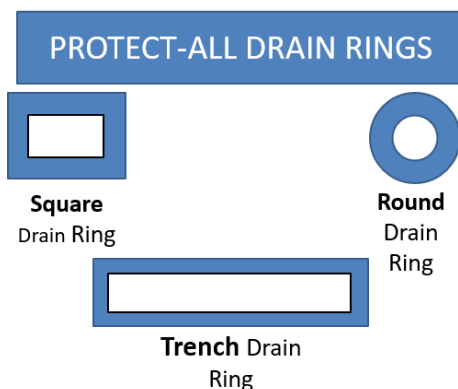 PROTECT-ALL DRAIN RINGS
Square
Drain Ring
Round
Drain
Ring
Trench Drain
Ring